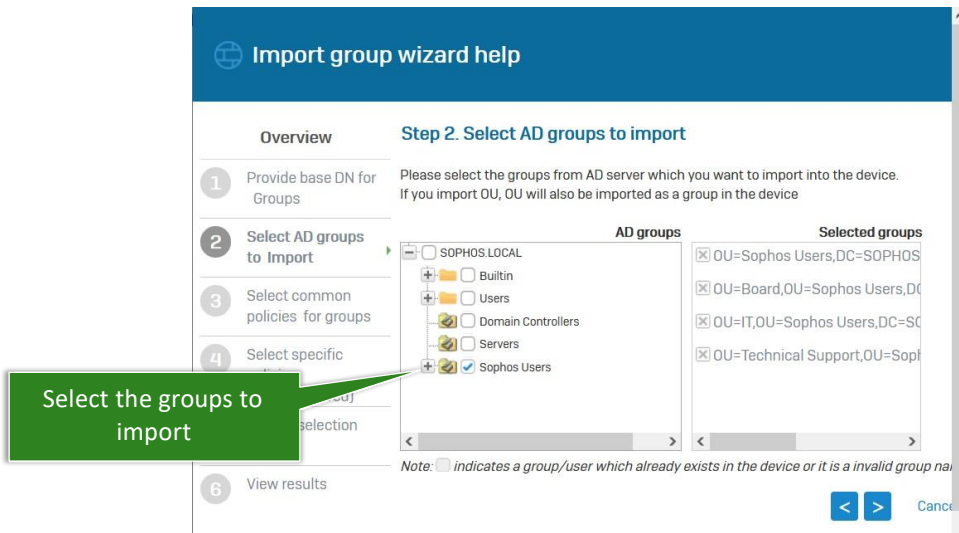 Import group wizard help
Overview
1
Provide base DN for
Groups
2
Select AD groups
to Import
3
Select common
policies for groups
4
Select specific
selection
6
View results
Select the groups to
import
Step 2. Select AD groups to import
Please select the groups from AD server which you want to import into the device.
If you import OU, OU will also be imported as a group in the device
AD groups
SOPHOS.LOCAL
Builtin
Users
Domain Controllers
Servers
Sophos Users
Selected groups
OU=Sophos Users,DC=SOPHOS
OU=Board,OU=Sophos Users,DC
OU=IT,OU=Sophos Users,DC=SO
OU=Technical Support,OU=Soph
Note: indicates a group/user which already exists in the device or it is a invalid group nar
< >
Cance